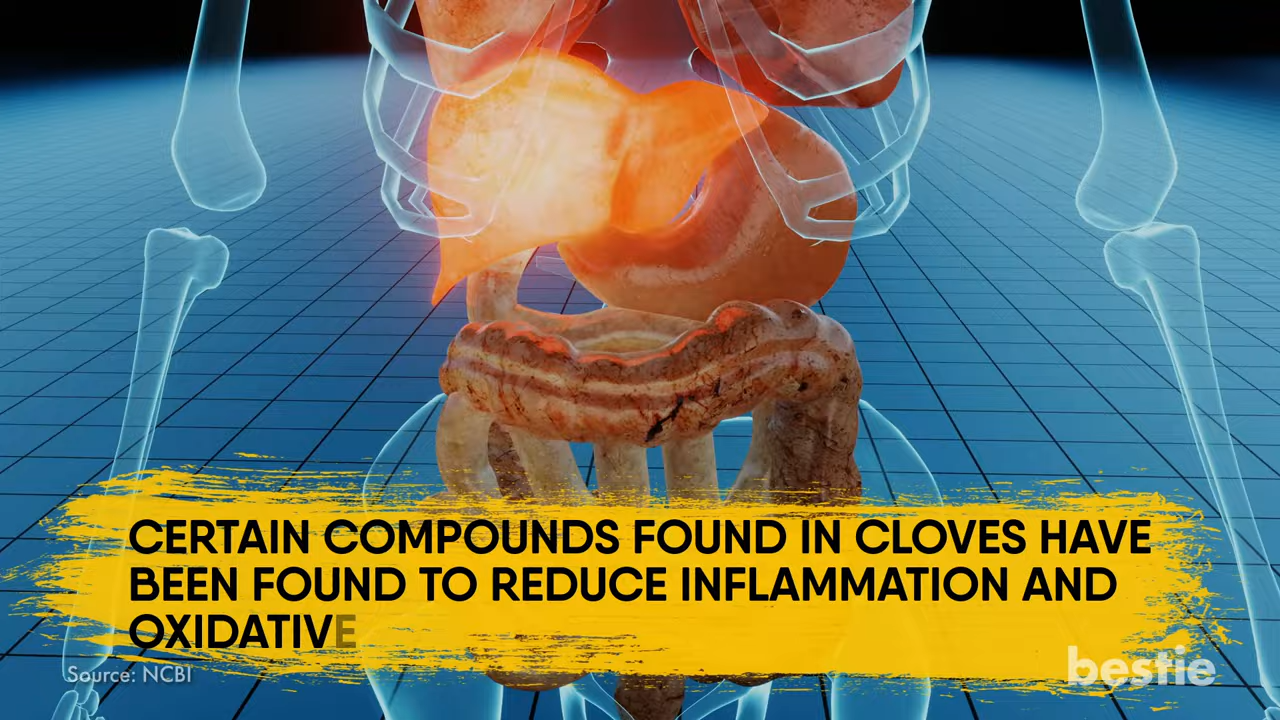 CERTAIN COMPOUNDS FOUND IN CLOVES HAVE
BEEN FOUND TO REDUCE INFLAMMATION AND
OXIDATIVE
Source: NCBI
bestie